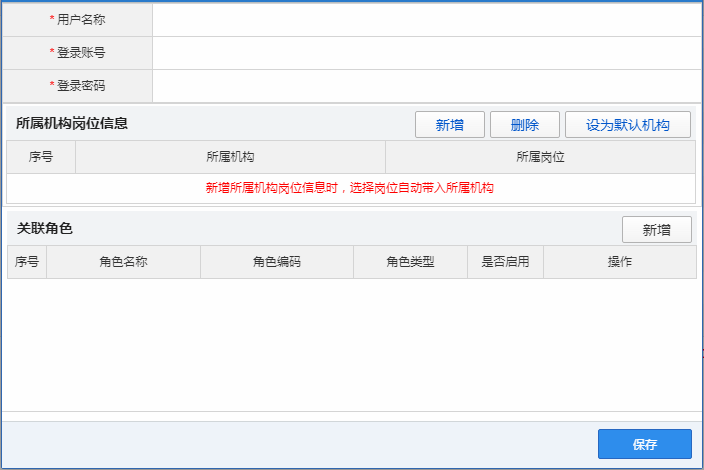 *用户名称
*登录账号
*登录密码
所属机构岗位信息 新增 删除 设为默认机构
序号 所属机构 所属岗位
新增所属机构岗位信息时，选择岗位自动带入所属机构
关联角色 新增
序号 角色名称 角色编码 角色类型 是否启用 操作
保存